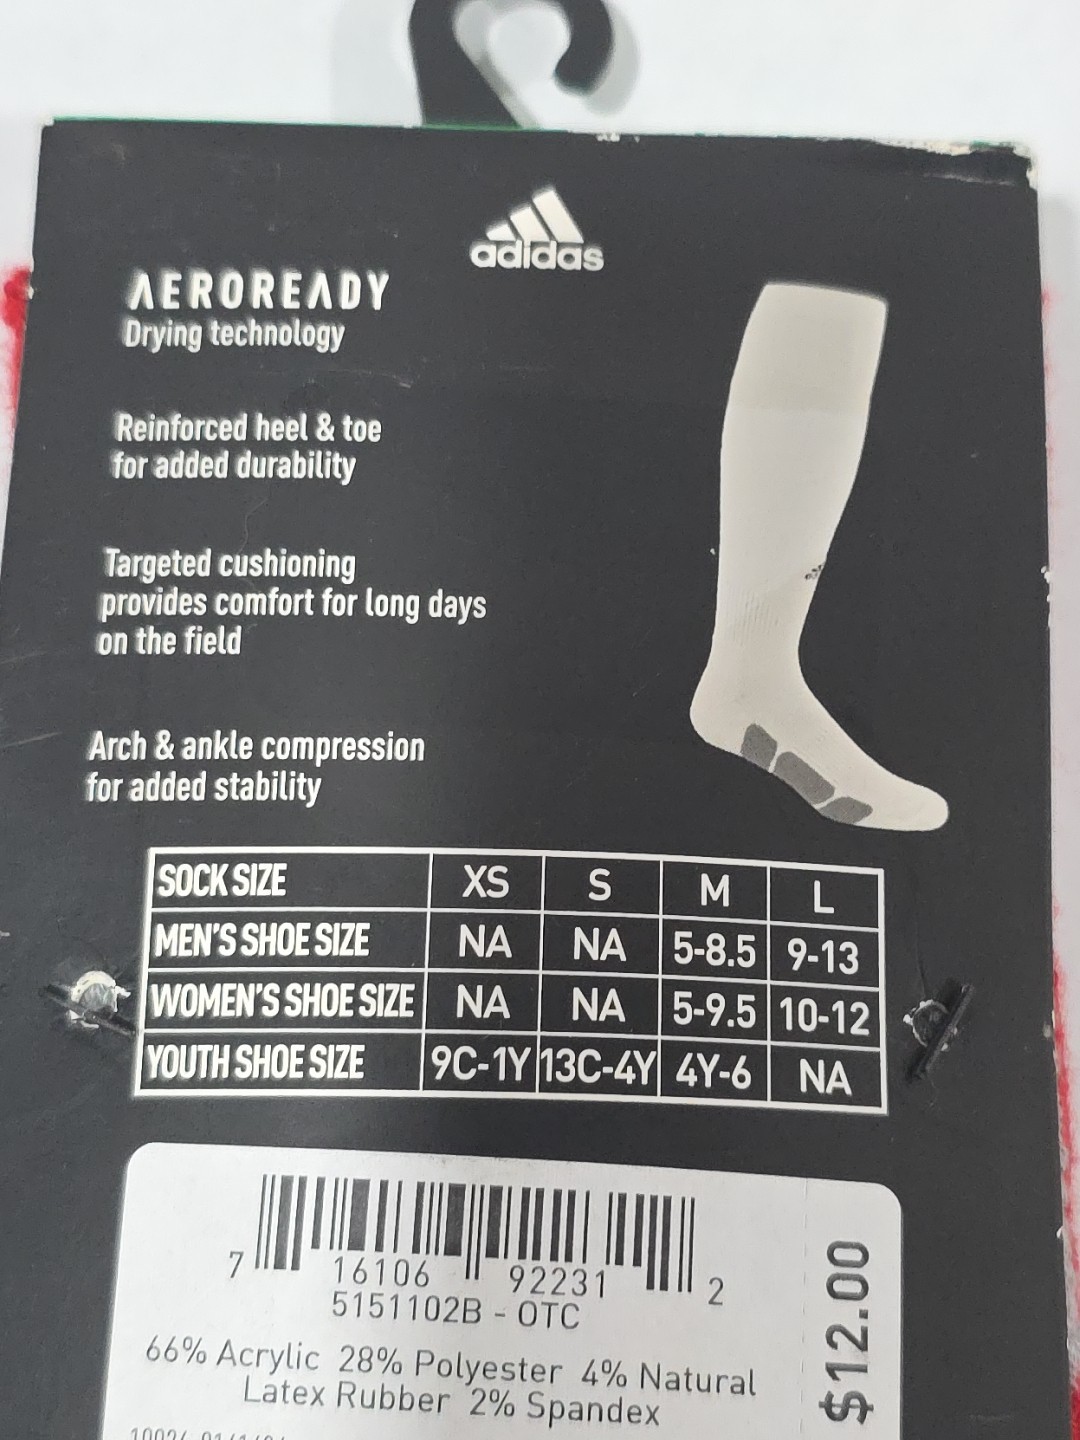 adidas
AEROREADY
Drying technology
Reinforced heel & toe
for added durability
Targeted cushioning
provides comfort for long days
on the field
Arch & ankle compression
for added stability
SOCK SIZE XS S M L
MEN'S SHOE SIZE NA NA 5-8.5 9-13
WOMEN'S SHOE SIZE NA NA 5-9.5 10-12
YOUTH SHOE SIZE 9C-1Y 13C-4Y 4Y-6 NA
7 16106 92231 2
5151102B - OTC
66% Acrylic 28% Polyester 4% Natural
Latex Rubber 2% Spandex
$12.00